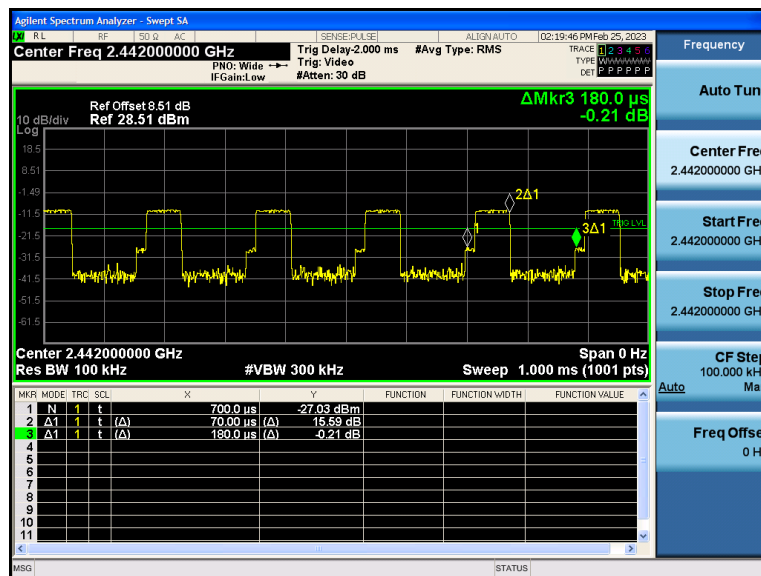 Agilent Spectrum Analyzer - Swept SA
LXI RL RF 50 Ω AC SENSE:PULSE ALIGN AUTO 02:19:46 PM Feb 25, 2023
Center Freq 2.442000000 GHz
PNO: Wide
IFGain:Low
Trig Delay-2.000 ms
Trig: Video
#Atten: 30 dB
#Avg Type: RMS
TRACE 1 2 3 4 5 6
TYPE W
DET P P P P P P
ΔMkr3 180.0 µs
-0.21 dB
Ref Offset 8.51 dB
10 dB/div Ref 28.51 dBm
Log
18.5
8.51
-1.49
-11.5
-21.5
-31.5
-41.5
-51.5
-61.5
2Δ1
1
3Δ1
TRIG LVL
Center 2.442000000 GHz Span 0 Hz
Res BW 100 kHz #VBW 300 kHz Sweep 1.000 ms (1001 pts)
MKR MODE TRC SCL X Y FUNCTION FUNCTION WIDTH FUNCTION VALUE
1 N 1 t 700.0 µs -27.03 dBm
2 Δ1 1 t (Δ) 70.00 µs (Δ) 15.59 dB
3 Δ1 1 t (Δ) 180.0 µs (Δ) -0.21 dB
4
5
6
7
8
9
10
11
MSG STATUS
Frequency
Auto Tun
Center Fre
2.442000000 GH
Start Fre
2.442000000 GH
Stop Fre
2.442000000 GH
CF Ste
100.000 kH
Auto Ma
Freq Offse
0 H